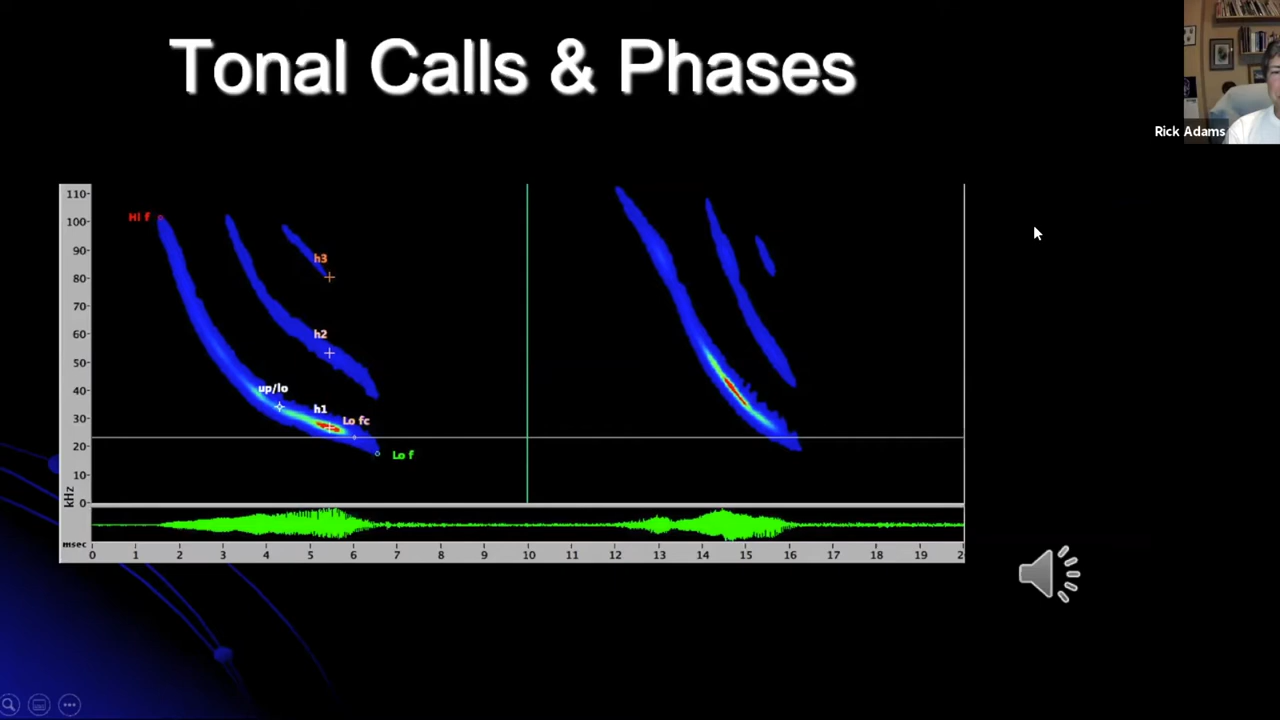 Tonal Calls & Phases
Rick Adams
110
100
90
80
70
60
50
40
30
20
10
0
kHz
Hi f
h3
h2
up/lo
h1
Lo fc
Lo f
msec
0 1 2 3 4 5 6 7 8 9 10 11 12 13 14 15 16 17 18 19